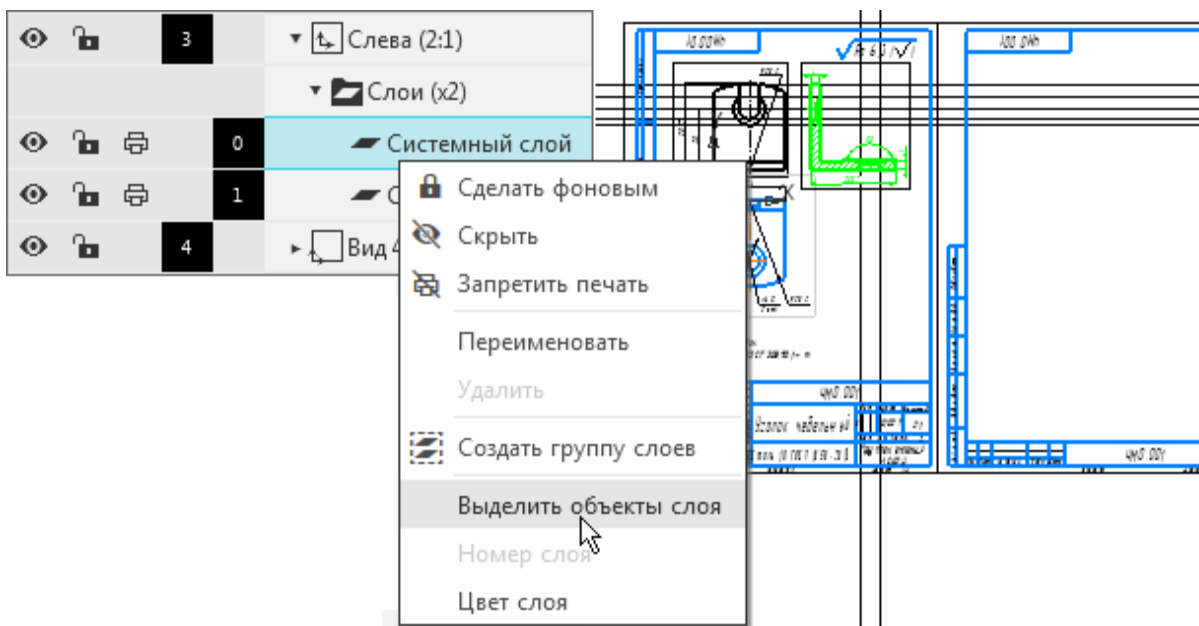 3 Слева (2:1)
Слои (x2)
0 Системный слой
1 С
4 Вид 4
Сделать фоновым
Скрыть
Запретить печать
Переименовать
Удалить
Создать группу слоев
Выделить объекты слоя
Номер слоя
Цвет слоя